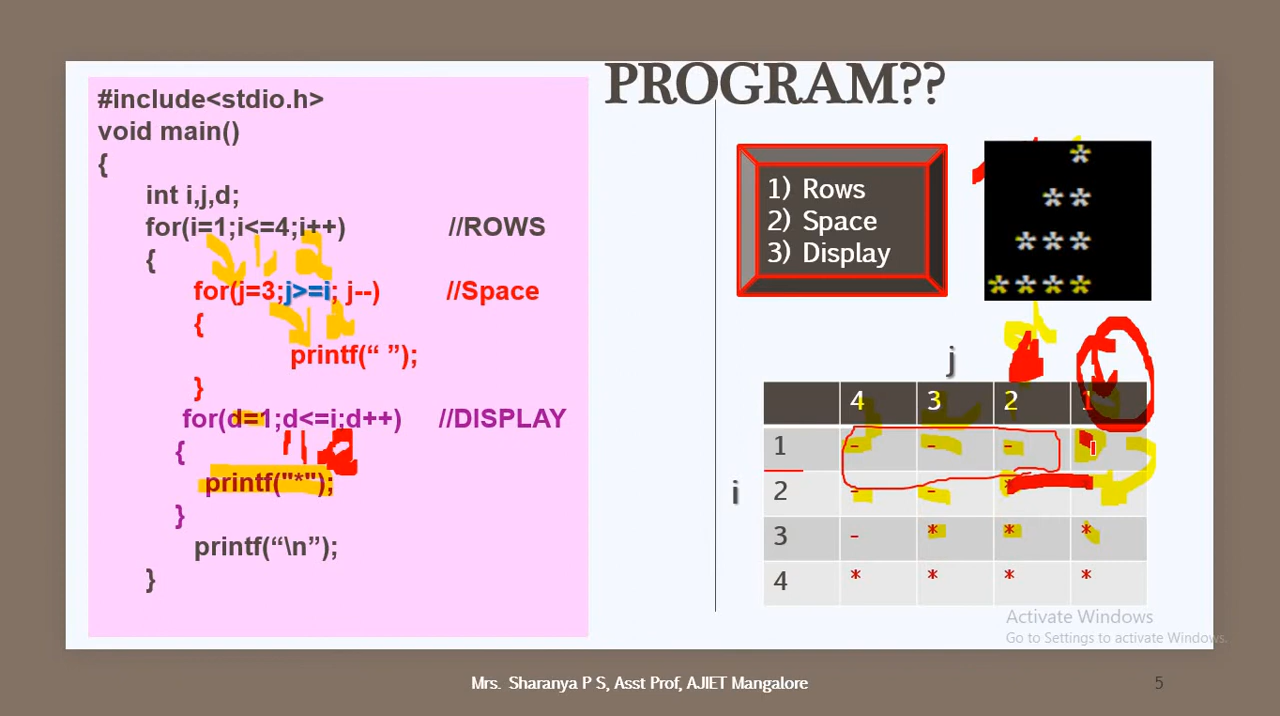 PROGRAM??
#include<stdio.h>
void main()
{
int i,j,d;
for(i=1;i<=4;i++) //ROWS
{
for(j=3;j>=i; j--) //Space
{
printf(“ ”);
}
for(d=1;d<=i;d++) //DISPLAY
{
printf("*");
}
printf(“\n”);
}
1) Rows
2) Space
3) Display
*
* *
* * *
* * * *
j
4 3 2 1
1 - - -
i
2 - - * *
3 - * * *
4 * * * *
Activate Windows
Go to Settings to activate Windows.
Mrs. Sharanya P S, Asst Prof, AJIET Mangalore
5